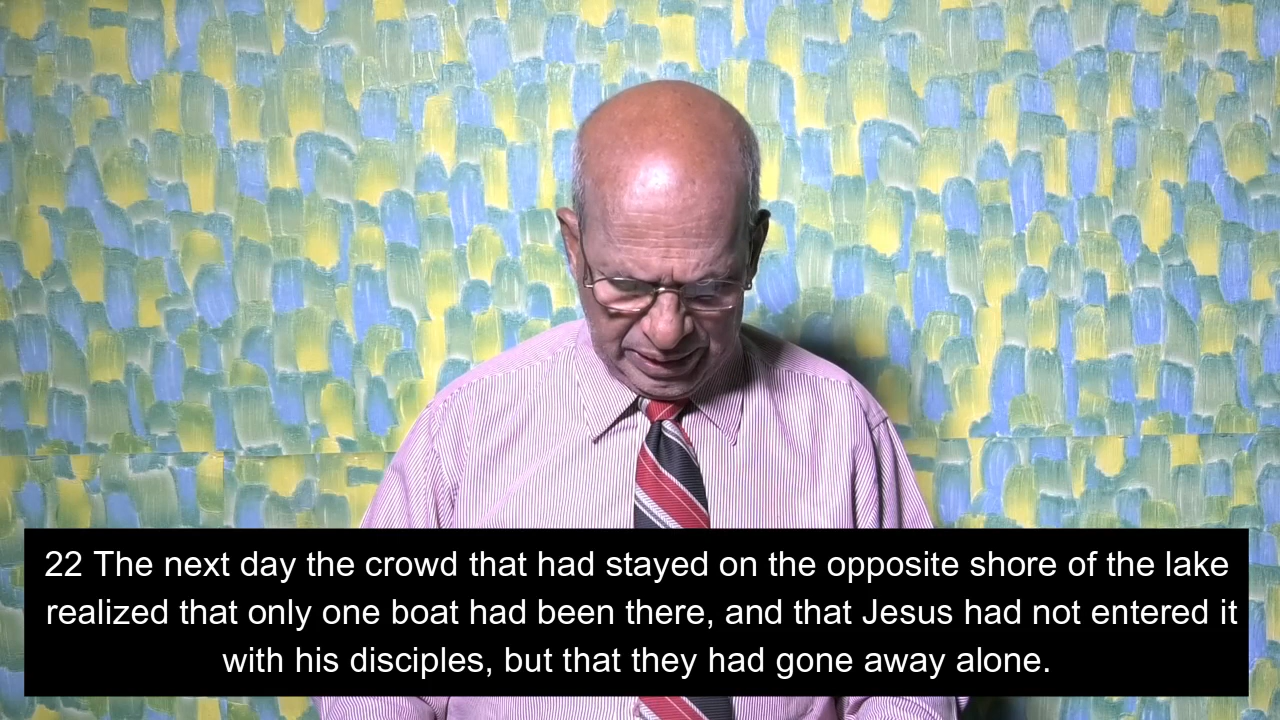 22 The next day the crowd that had stayed on the opposite shore of the lake
realized that only one boat had been there, and that Jesus had not entered it
with his disciples, but that they had gone away alone.